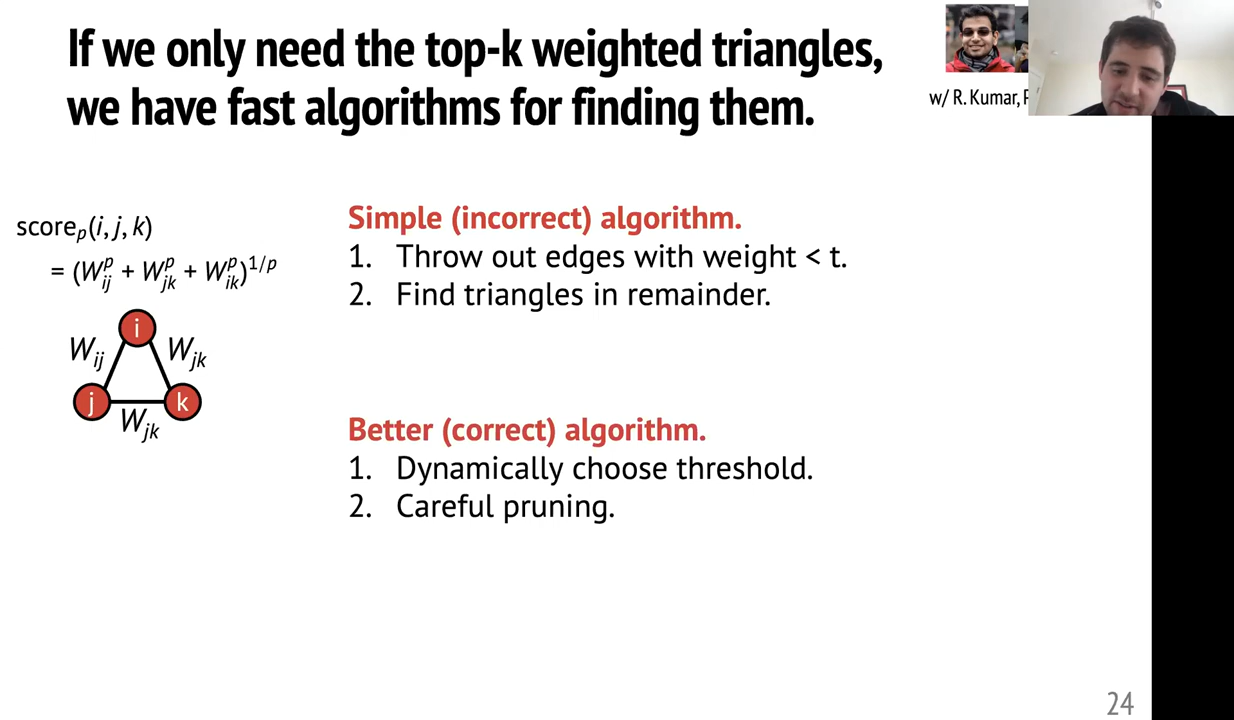 If we only need the top-k weighted triangles,
we have fast algorithms for finding them.
w/ R. Kumar,
score_p(i, j, k)
= (W_ij^p + W_jk^p + W_ik^p)^1/p
i
W_ij W_jk
j k
W_jk
Simple (incorrect) algorithm.
1. Throw out edges with weight < t.
2. Find triangles in remainder.
Better (correct) algorithm.
1. Dynamically choose threshold.
2. Careful pruning.
24